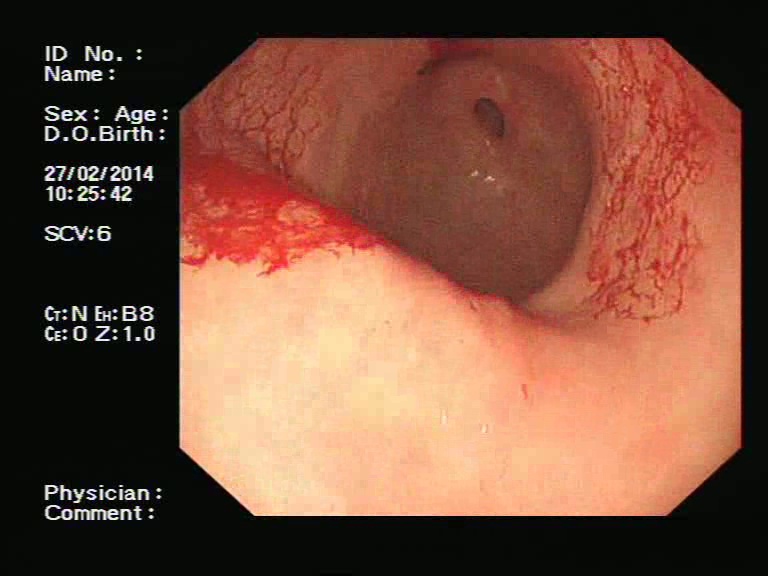 ID No. :
Name:
Sex: Age:
D.O.Birth:
27/02/2014
10:25:42
SCV:6
CT:N EH:B8
CE:0 Z:1.0
Physician:
Comment: